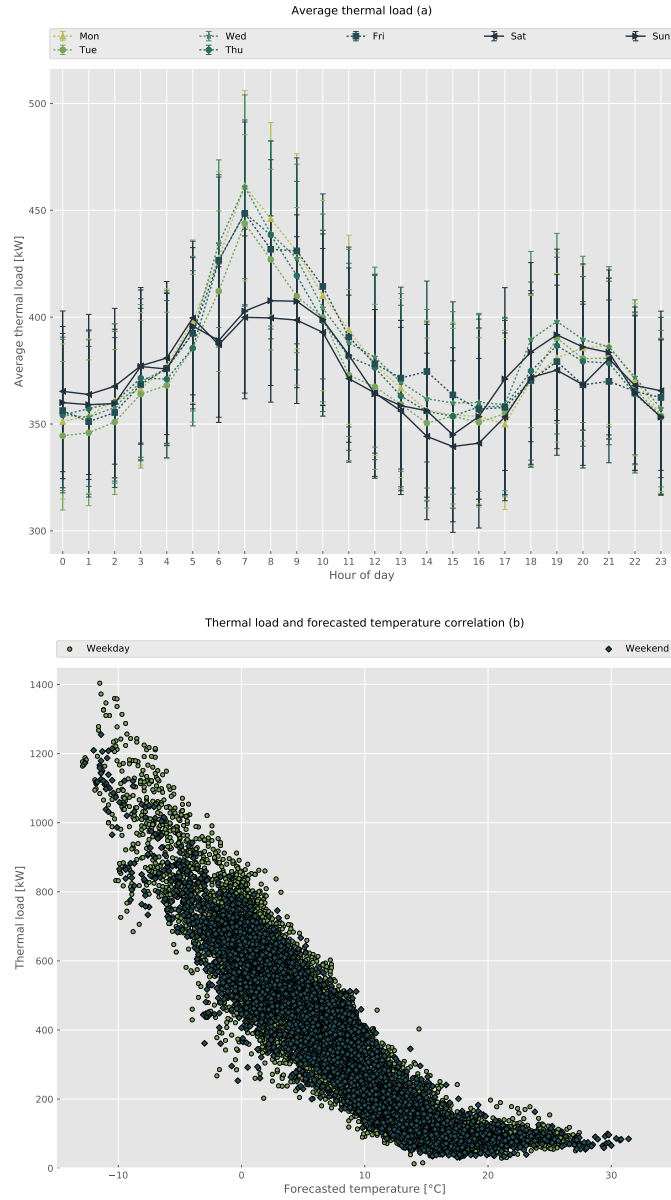 Average thermal load (a)
Mon Wed Fri Sat Sun
Tue Thu
500
450
400
350
300
Average thermal load [kW]
0 1 2 3 4 5 6 7 8 9 10 11 12 13 14 15 16 17 18 19 20 21 22 23
Hour of day
Thermal load and forecasted temperature correlation (b)
Weekday Weekend
1400
1200
1000
800
600
400
200
0
Thermal load [kW]
−10 0 10 20 30
Forecasted temperature [°C]